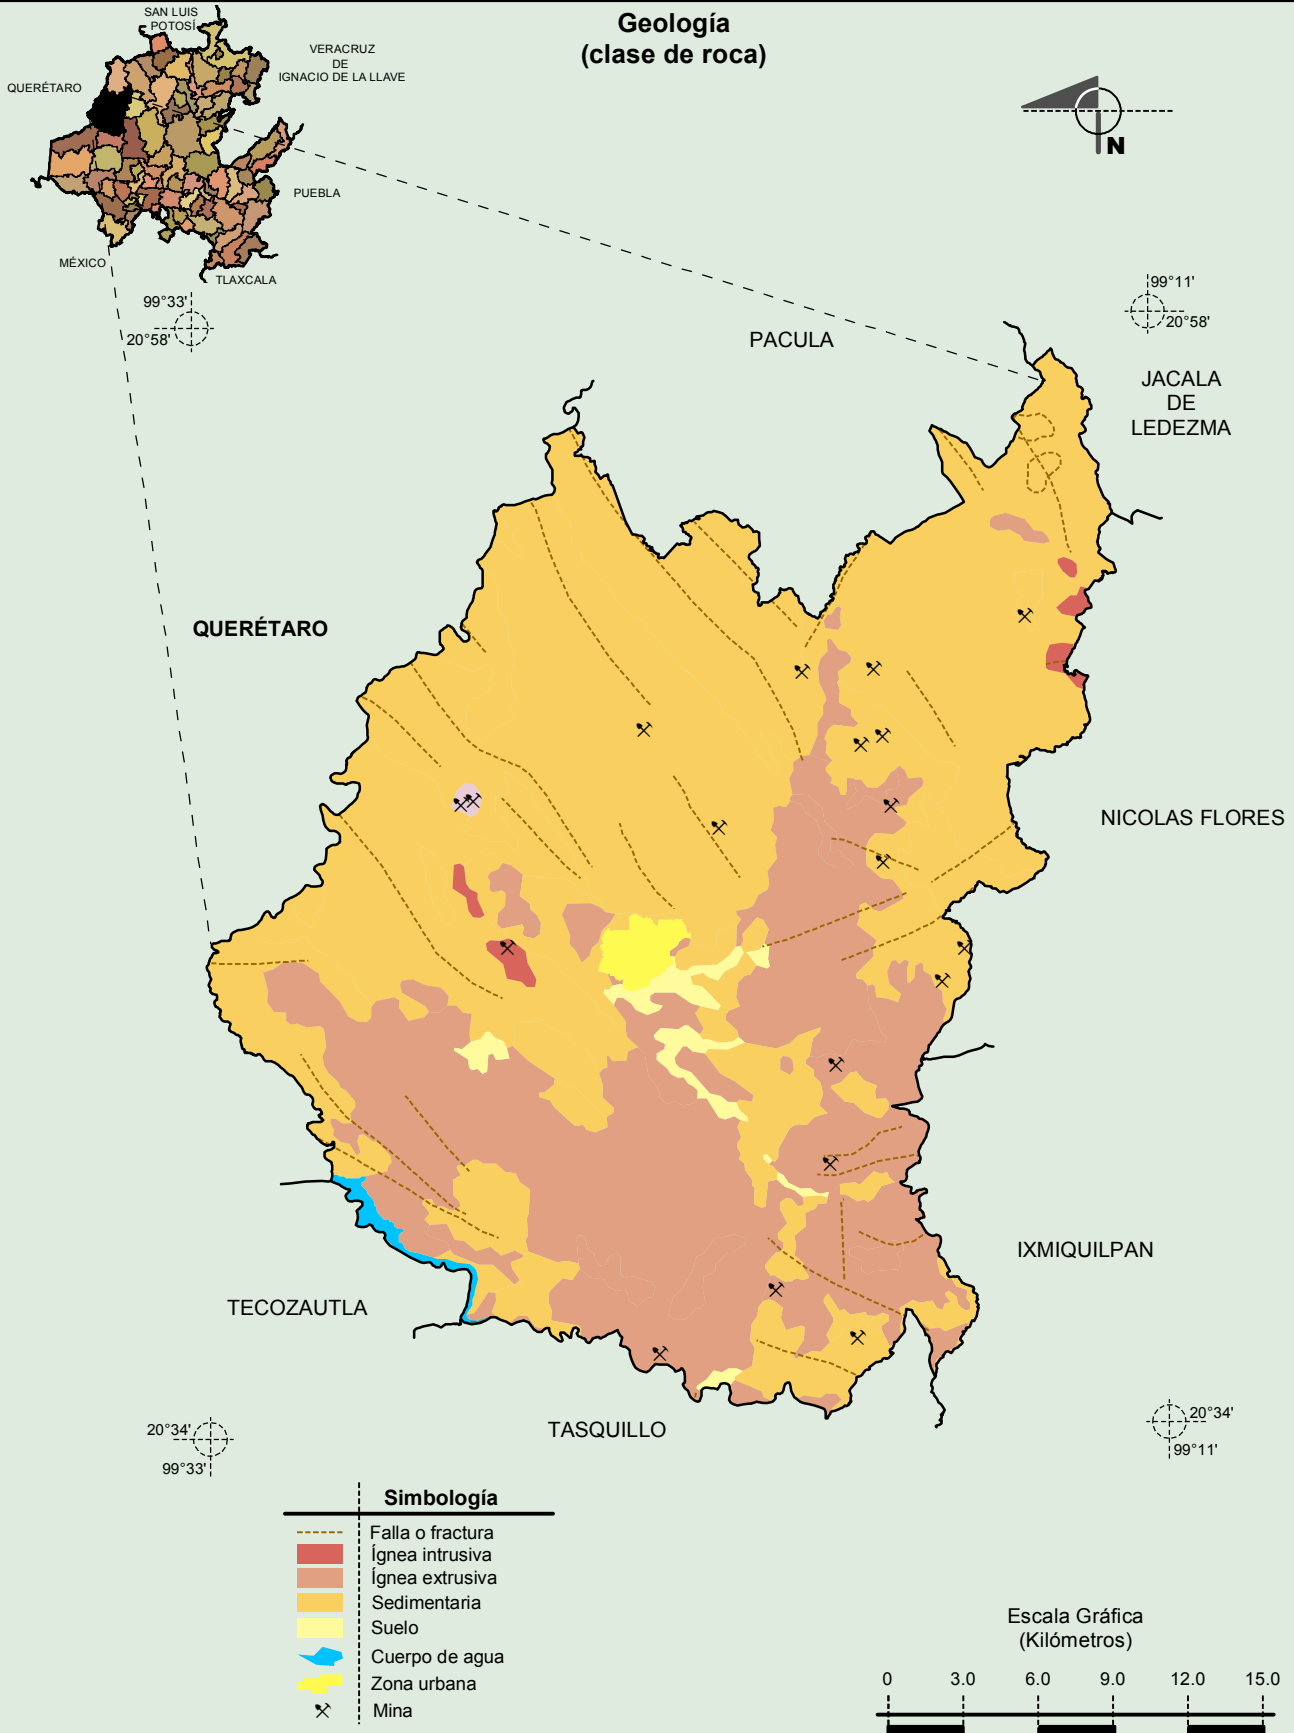 Geología
(clase de roca)
SAN LUIS
POTOSÍ
VERACRUZ
DE
IGNACIO DE LA LLAVE
QUERÉTARO
PUEBLA
MÉXICO
TLAXCALA
N
99°33'
20°58'
99°11'
20°58'
PACULA
JACALA
DE
LEDEZMA
QUERÉTARO
NICOLAS FLORES
IXMIQUILPAN
TECOZAUTLA
TASQUILLO
20°34'
99°33'
20°34'
99°11'
Simbología
Falla o fractura
Ígnea intrusiva
Ígnea extrusiva
Sedimentaria
Suelo
Cuerpo de agua
Zona urbana
Mina
Escala Gráfica
(Kilómetros)
0 3.0 6.0 9.0 12.0 15.0